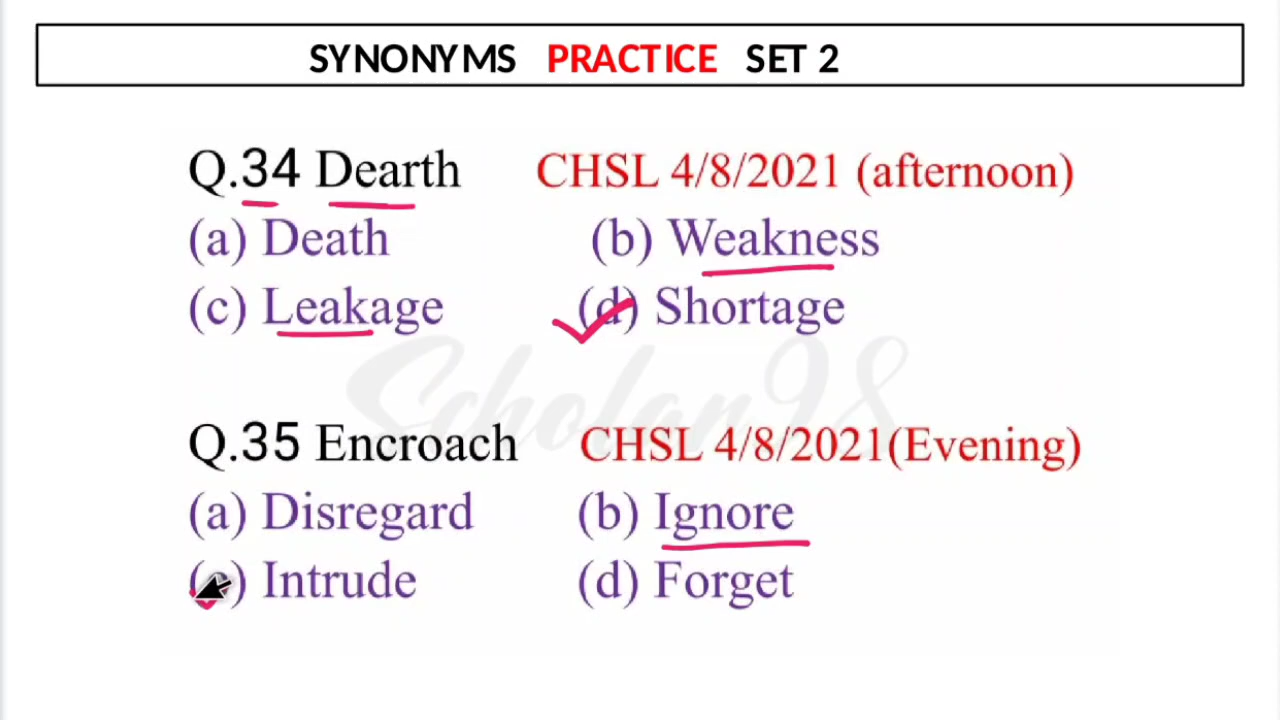 SYNONYMS PRACTICE SET 2
Q.34 Dearth CHSL 4/8/2021 (afternoon)
(a) Death (b) Weakness
(c) Leakage (d) Shortage
Scholar98
Q.35 Encroach CHSL 4/8/2021(Evening)
(a) Disregard (b) Ignore
(c) Intrude (d) Forget